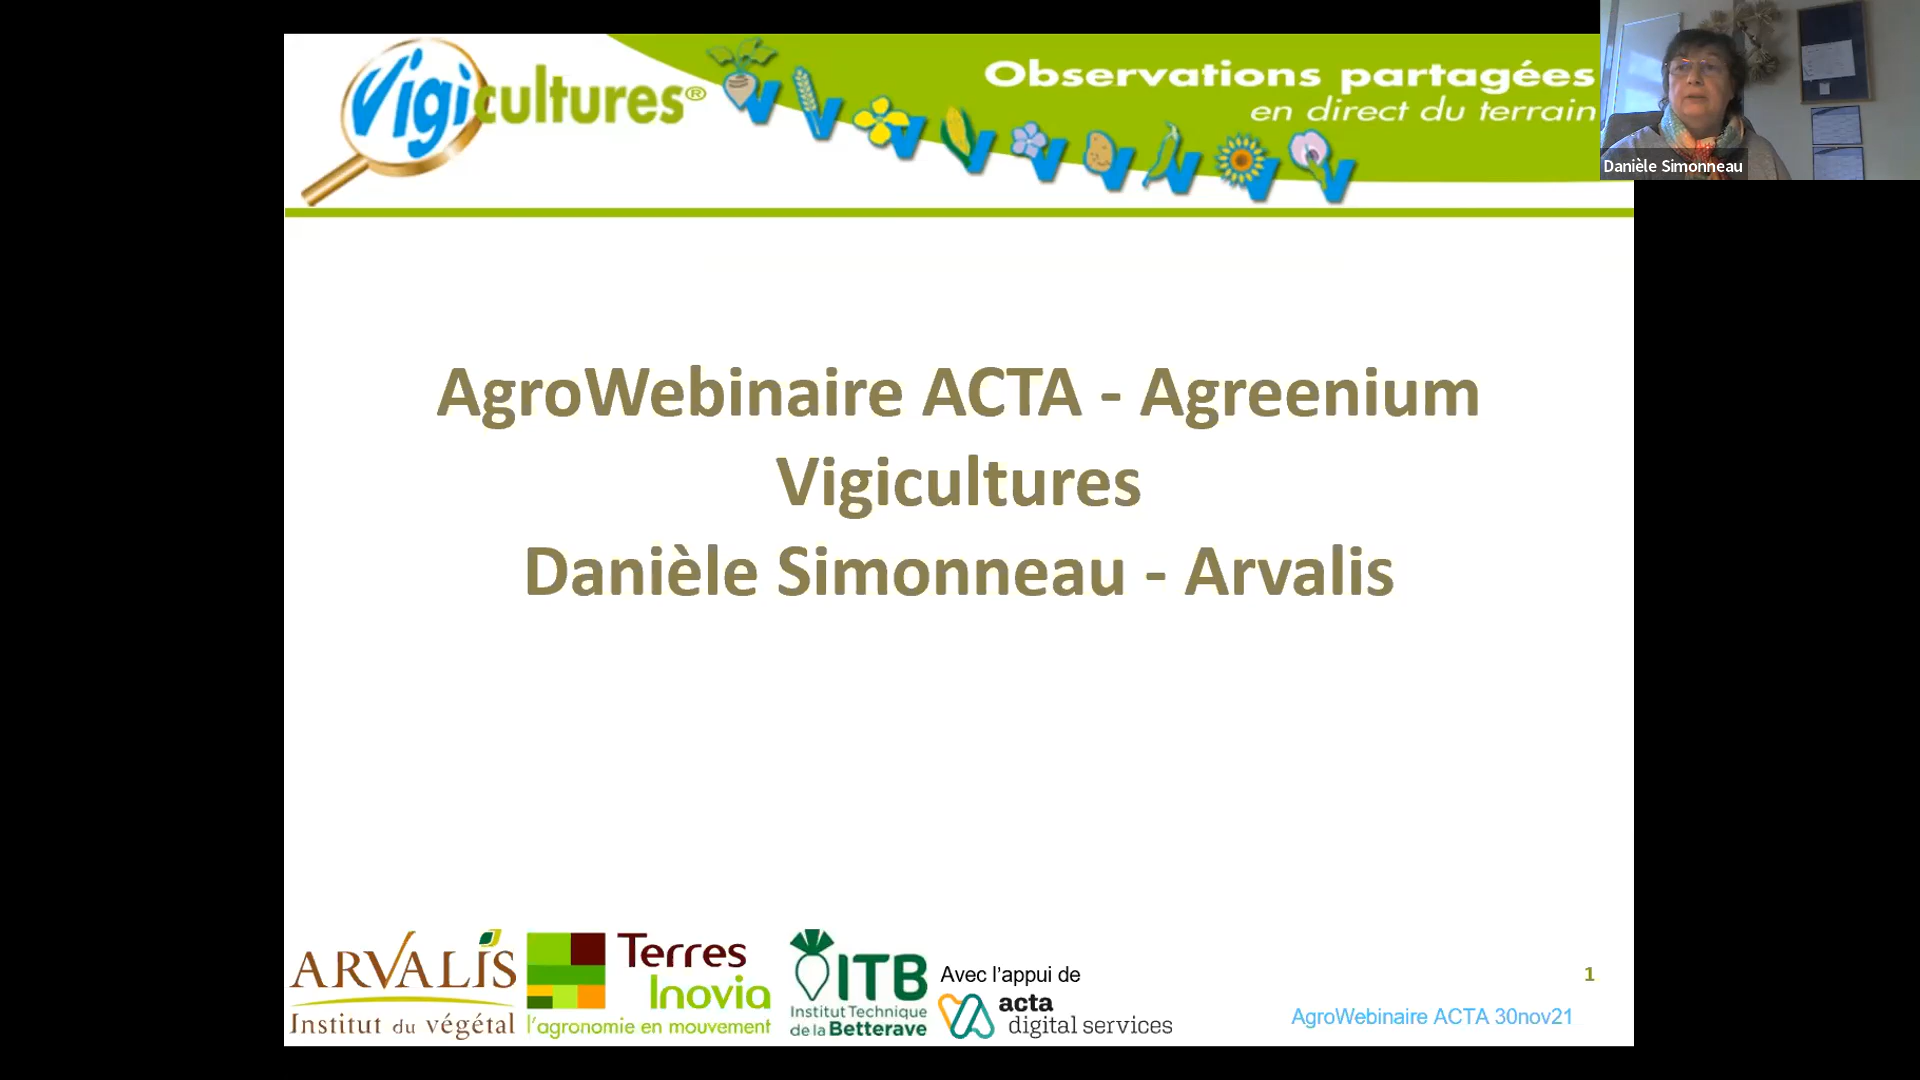 Vigicultures®
Observations partagées
en direct du terrain
Danièle Simonneau
AgroWebinaire ACTA - Agreenium
Vigicultures
Danièle Simonneau - Arvalis
ARVALIS
Institut du végétal
Terres
Inovia
l'agronomie en mouvement
ITB
Institut Technique
de la Betterave
Avec l'appui de
acta
digital services
1
AgroWebinaire ACTA 30nov21